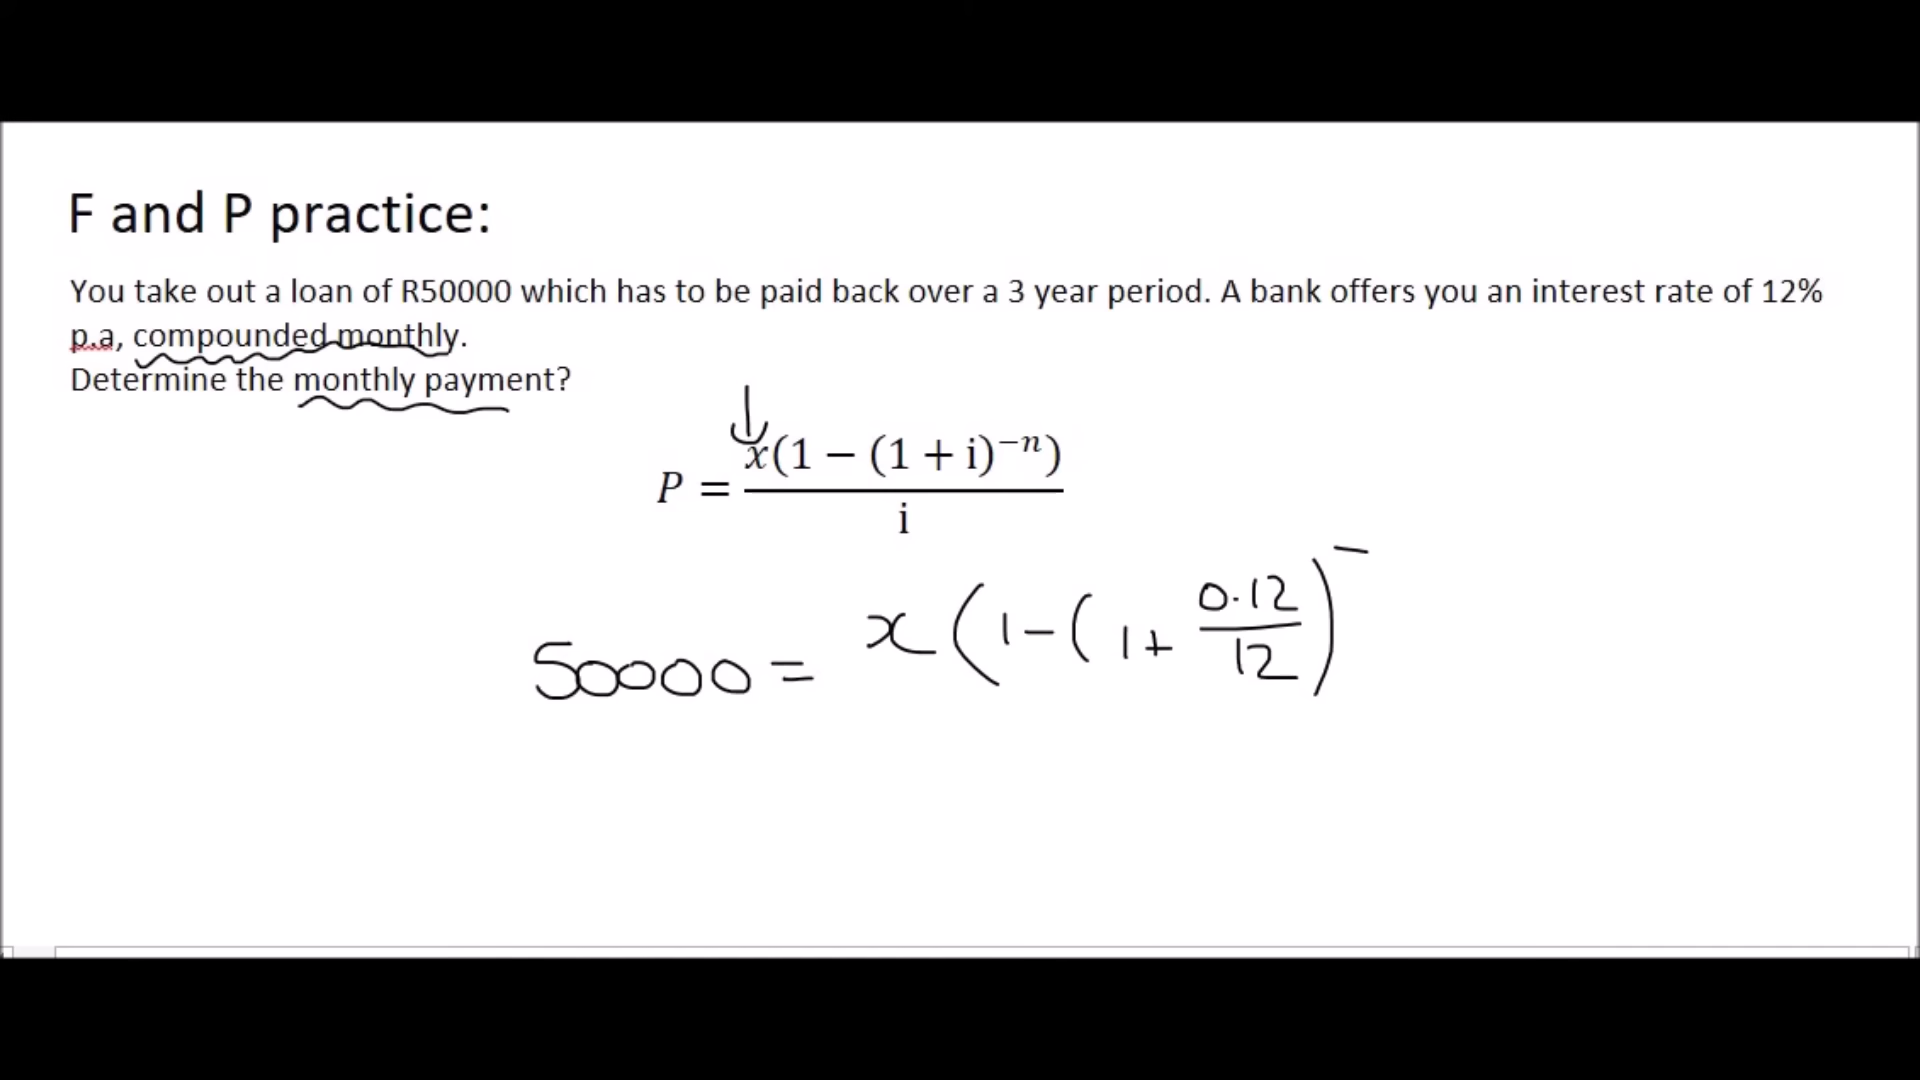 F and P practice:
You take out a loan of R50000 which has to be paid back over a 3 year period. A bank offers you an interest rate of 12%
p.a, compounded monthly.
Determine the monthly payment?
P = x(1 − (1 + i)⁻ⁿ) / i
50000 = x(1-(1+ 0.12/12)⁻